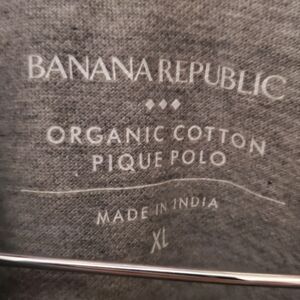 BANANA REPUBLIC
ORGANIC COTTON
PIQUE POLO
MADE IN INDIA
XL